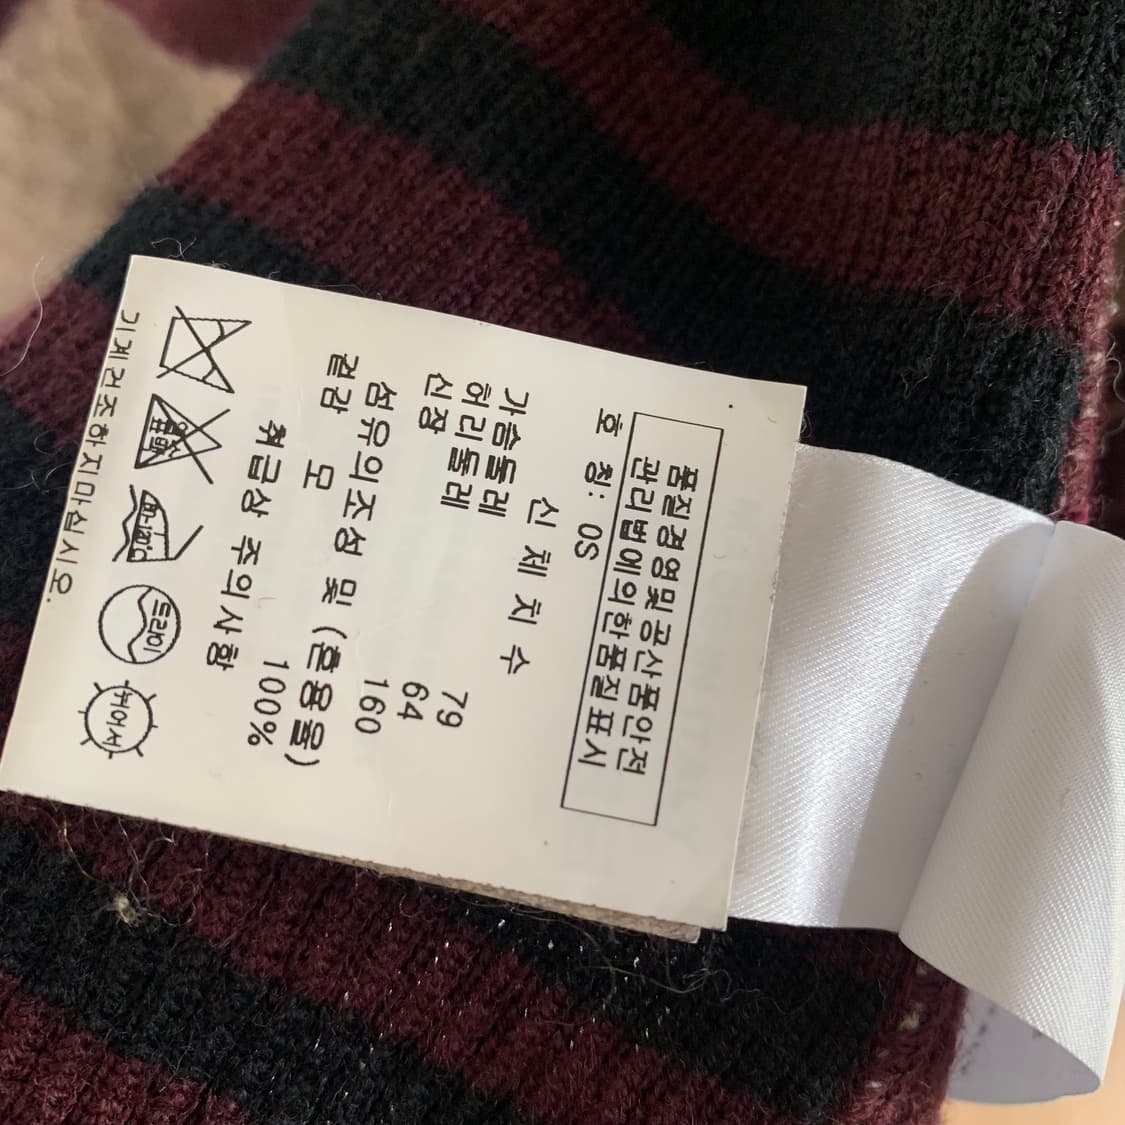 품질경영및 공산품안전
관리법에의한품질표시
호 칭: 0S
신 체 치 수
가슴둘레 79
허리둘레 64
신장 160
섬유의조성 및 (혼용율)
겉감 모 100%
취급상 주의사항
염소
표백
드라이
뉘어서
기계건조하지마십시오.